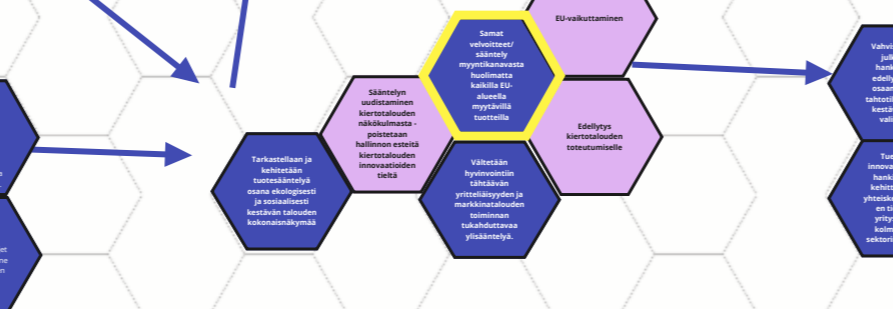 EU-vaikuttaminen
Samat
velvoitteet/
sääntely
myyntikanavasta
huolimatta
kaikilla EU-
alueella
myytävillä
tuotteilla
Sääntelyn
uudistaminen
kiertotalouden
näkökulmasta -
poistetaan
hallinnon esteitä
kiertotalouden
innovaatioiden
tieltä
Edellytys
kiertotalouden
toteutumiselle
Tarkastellaan ja
kehitetään
tuotesääntelyä
osana ekologisesti
ja sosiaalisesti
kestävän talouden
kokonaisnäkymää
Vältetään
hyvinvointiin
tähtäävän
yritteliäisyyden ja
markkinatalouden
toiminnan
tukahduttavaa
ylisääntelyä.